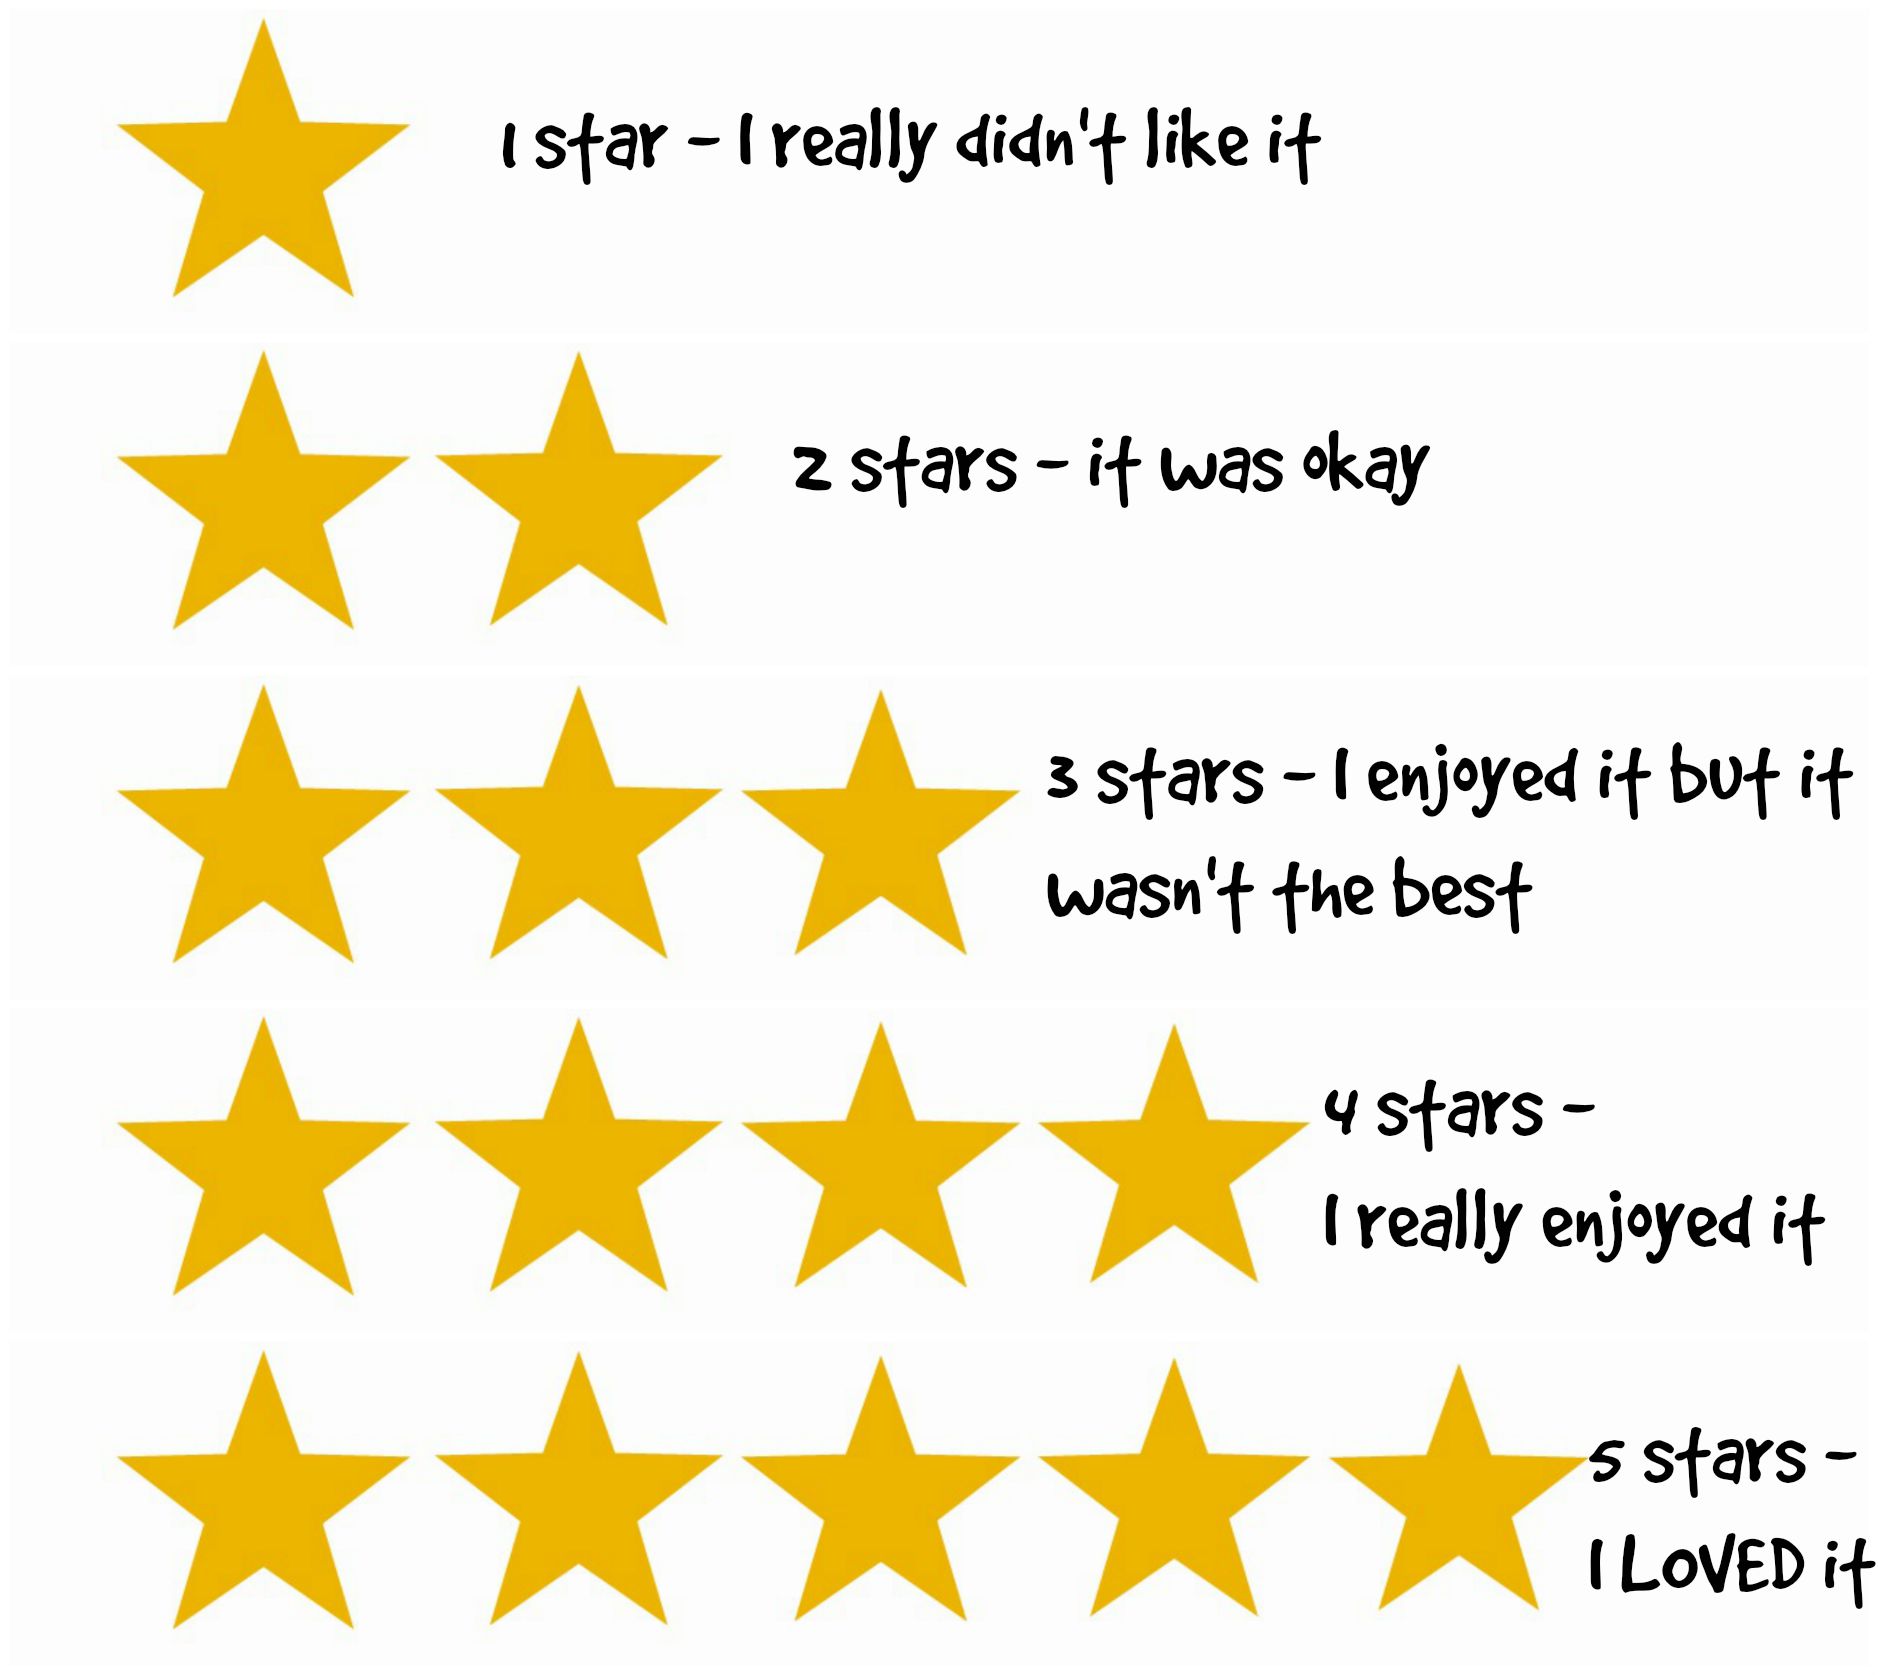 1 star - I really didn't like it
2 stars - it was okay
3 stars - I enjoyed it but it
wasn't the best
4 stars -
I really enjoyed it
5 stars -
I LOVED it